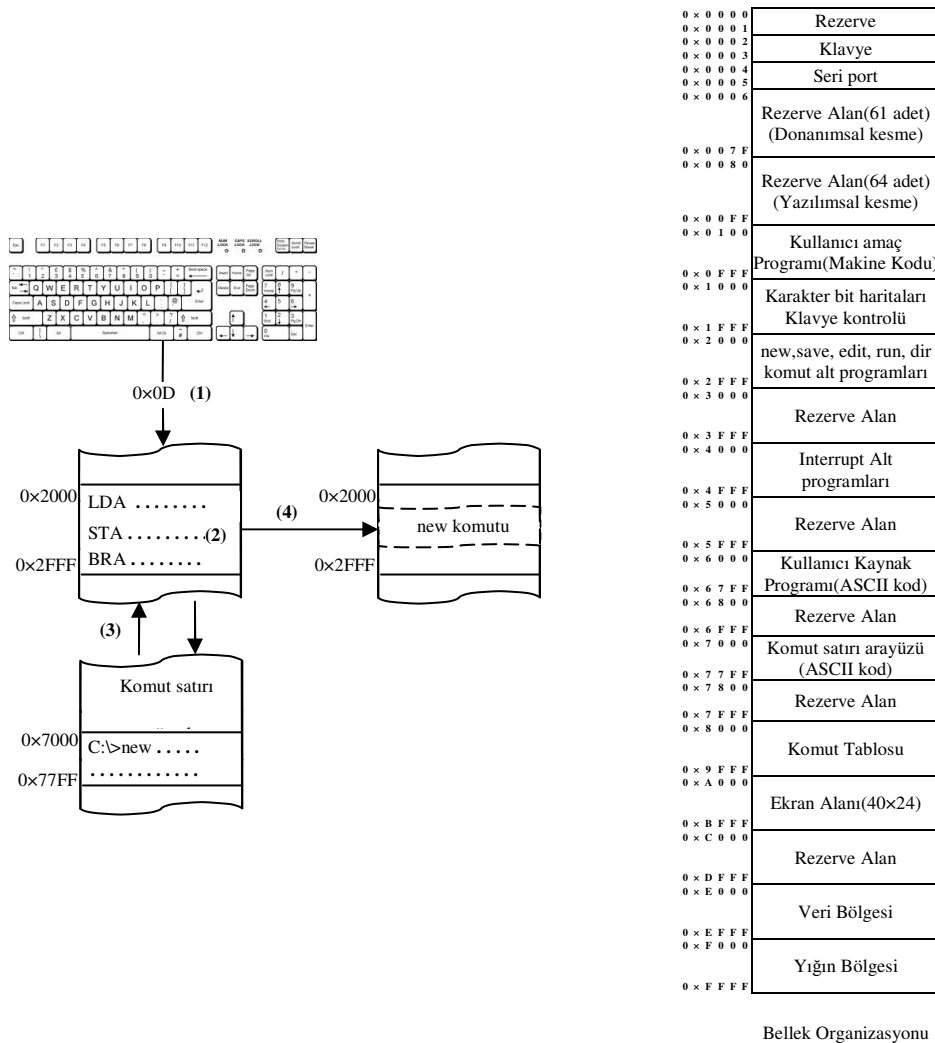 NUM LOCK CAPS LOCK SCROLL LOCK
Q W E R T Y U I O P
A S D F G H J K L
Z X C V B N M
0×0D (1)
0×2000
LDA ........
STA .........(2)
BRA ........
0×2FFF
(4)
0×2000
new komutu
0×2FFF
(3)
Komut satırı
0×7000
C:\>new .....
............
0×77FF
0×0000
Rezerve
0×0001
0×0002
Klavye
0×0003
0×0004
Seri port
0×0005
0×0006
Rezerve Alan(61 adet)
(Donanımsal kesme)
0×007F
0×0080
Rezerve Alan(64 adet)
(Yazılımsal kesme)
0×00FF
0×0100
Kullanıcı amaç
Programı(Makine Kodu)
0×0FFF
0×1000
Karakter bit haritaları
Klavye kontrolü
0×1FFF
0×2000
new,save, edit, run, dir
komut alt programları
0×2FFF
0×3000
Rezerve Alan
0×3FFF
0×4000
Interrupt Alt
programları
0×4FFF
0×5000
Rezerve Alan
0×5FFF
0×6000
Kullanıcı Kaynak
Programı(ASCII kod)
0×67FF
0×6800
Rezerve Alan
0×6FFF
0×7000
Komut satırı arayüzü
(ASCII kod)
0×77FF
0×7800
Rezerve Alan
0×7FFF
0×8000
Komut Tablosu
0×9FFF
0×A000
Ekran Alanı(40×24)
0×BFFF
0×C000
Rezerve Alan
0×DFFF
0×E000
Veri Bölgesi
0×EFFF
0×F000
Yığın Bölgesi
0×FFFF
Bellek Organizasyonu